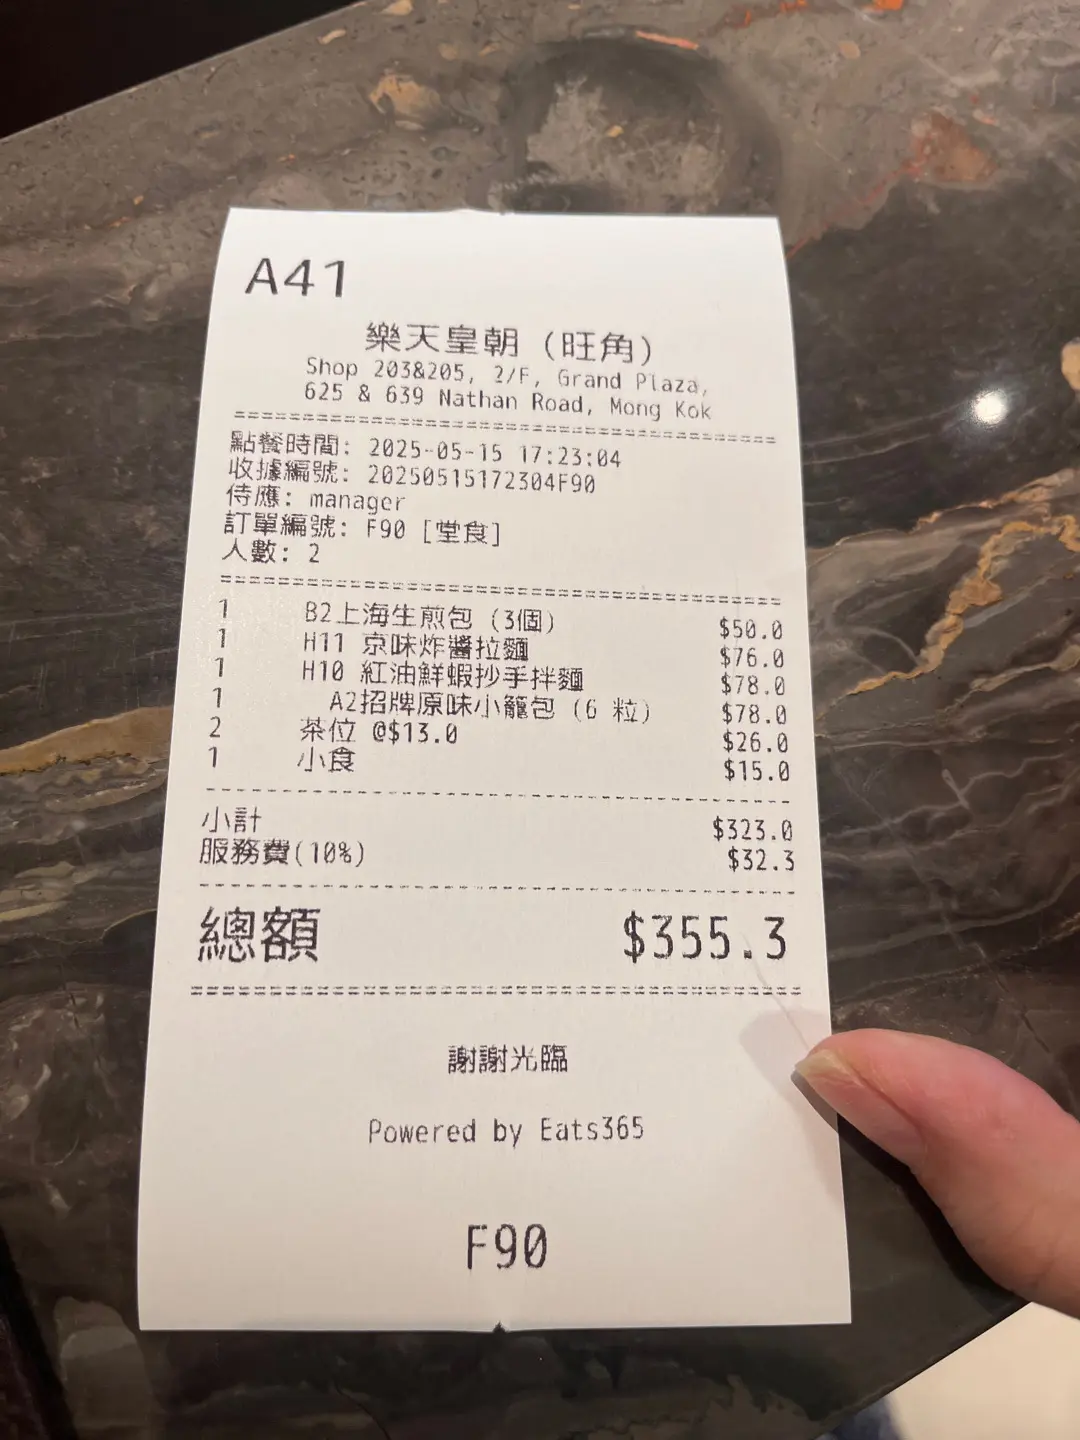 A41
樂天皇朝 (旺角)
Shop 203&205, 2/F, Grand Plaza,
625 & 639 Nathan Road, Mong Kok
點餐時間: 2025-05-15 17:23:04
收據編號: 20250515172304F90
侍應: manager
訂單編號: F90 [堂食]
人數: 2
1 B2上海生煎包 (3個) $50.0
1 H11 京味炸醬拉麵 $76.0
1 H10 紅油鮮蝦抄手拌麵 $78.0
1 A2招牌原味小籠包 (6 粒) $78.0
2 茶位 @$13.0 $26.0
1 小食 $15.0
小計 $323.0
服務費(10%) $32.3
總額 $355.3
謝謝光臨
Powered by Eats365
F90